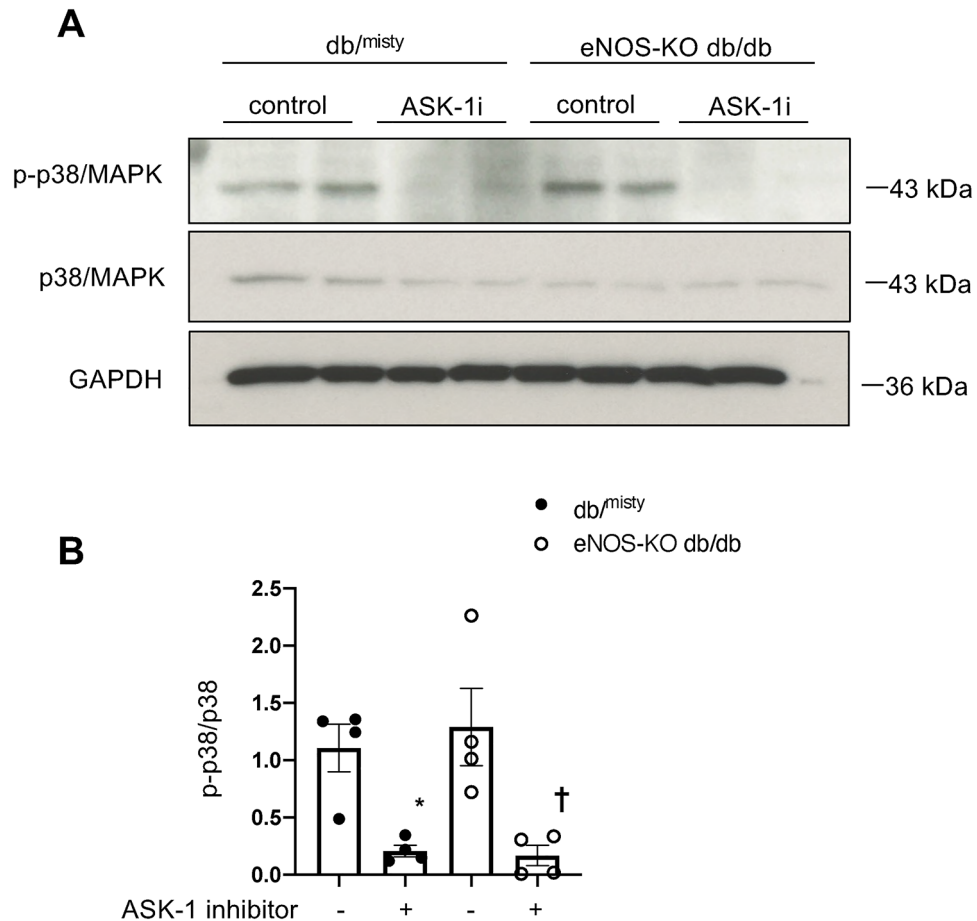 A
db/misty eNOS-KO db/db
control ASK-1i control ASK-1i
p-p38/MAPK —43 kDa
p38/MAPK —43 kDa
GAPDH —36 kDa
db/misty
B
eNOS-KO db/db
2.5
2.0
1.5
1.0
0.5
0.0
p-p38/p38
*
†
ASK-1 inhibitor - + - +